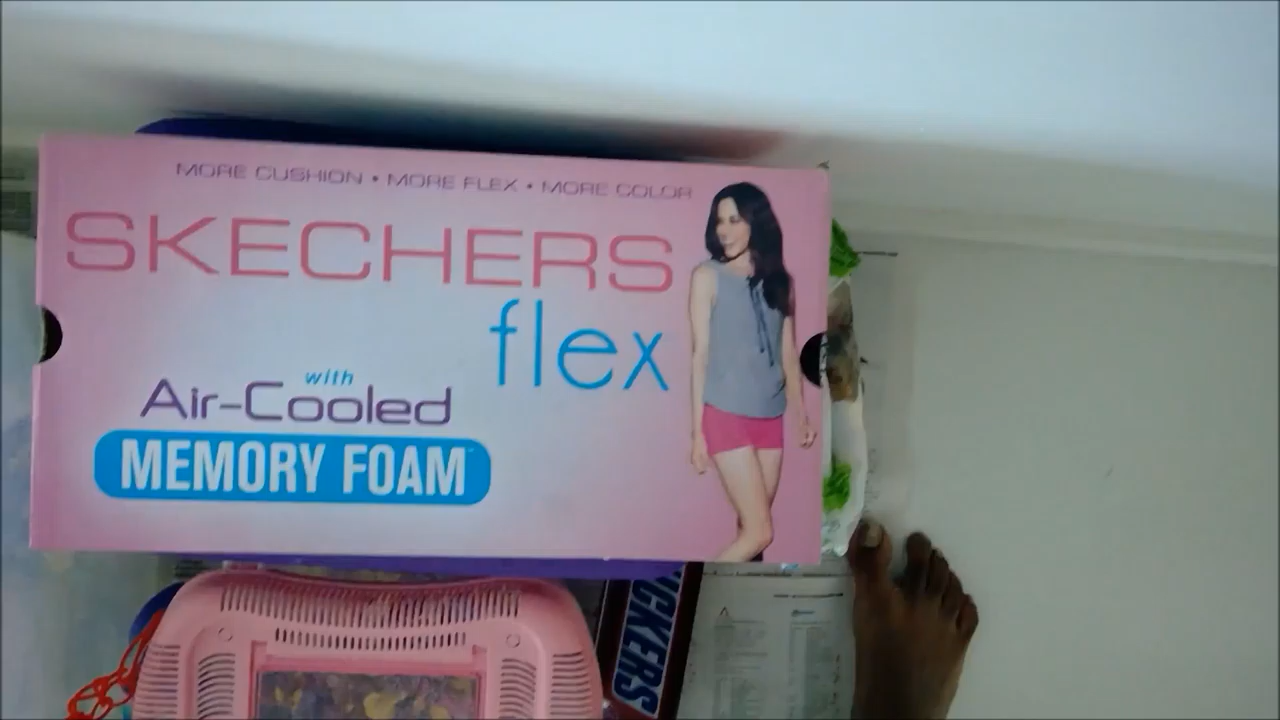 MORE CUSHION • MORE FLEX • MORE COLOR
SKECHERS
flex
with
Air-Cooled
MEMORY FOAM
ICKERS